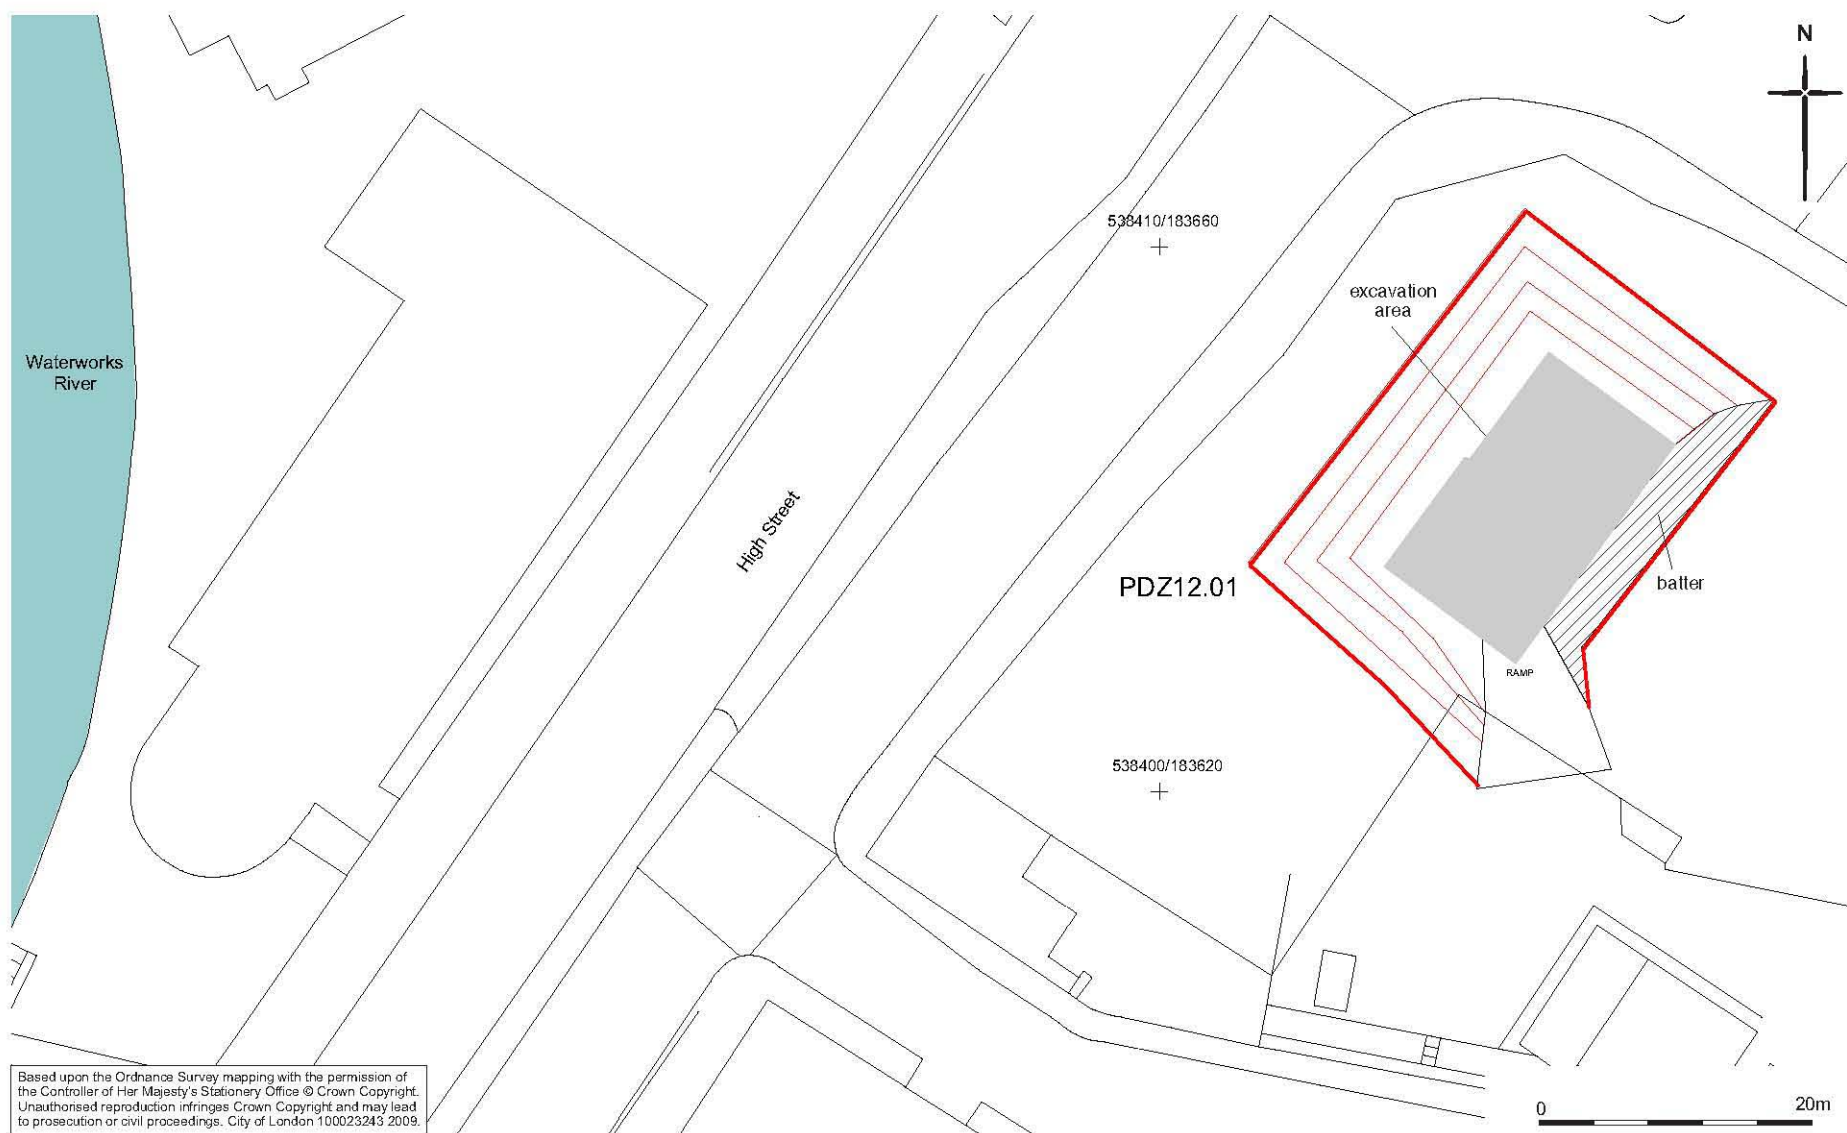 N
538410/183660
excavation
area
Waterworks
River
High Street
PDZ12.01
batter
RAMP
538400/183620
Based upon the Ordnance Survey mapping with the permission of
the Controller of Her Majesty's Stationery Office © Crown Copyright.
Unauthorised reproduction infringes Crown Copyright and may lead
to prosecution or civil proceedings. City of London 100023243 2009.
0
20m